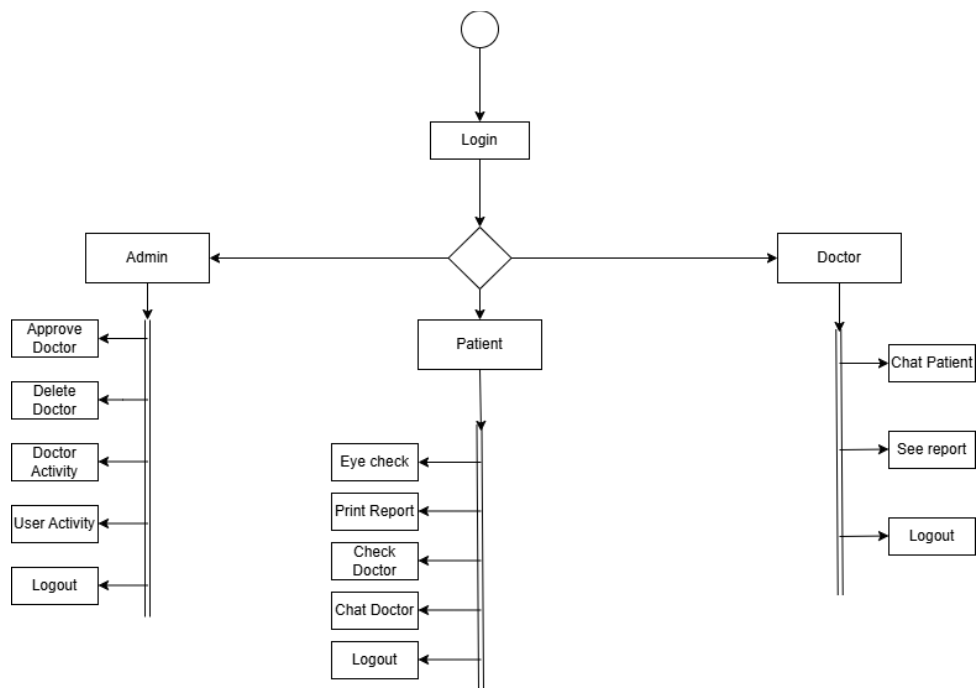 Login
Admin
Doctor
Patient
Approve
Doctor
Delete
Doctor
Doctor
Activity
User Activity
Logout
Eye check
Print Report
Check
Doctor
Chat Doctor
Logout
Chat Patient
See report
Logout